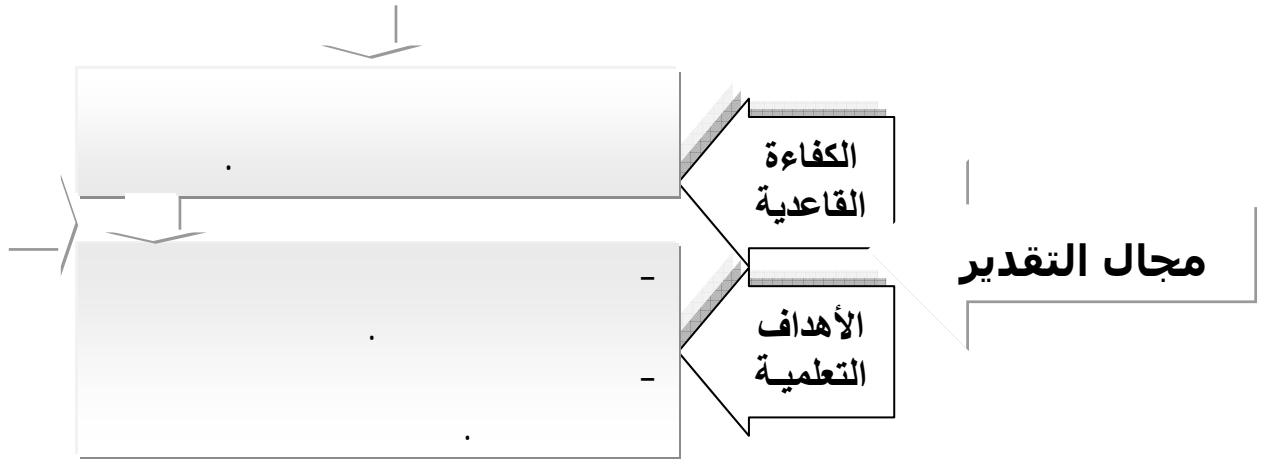 الكفاءة
القاعدية
.
مجال التقدير
–
الأهداف
.
التعلميـة
–
.